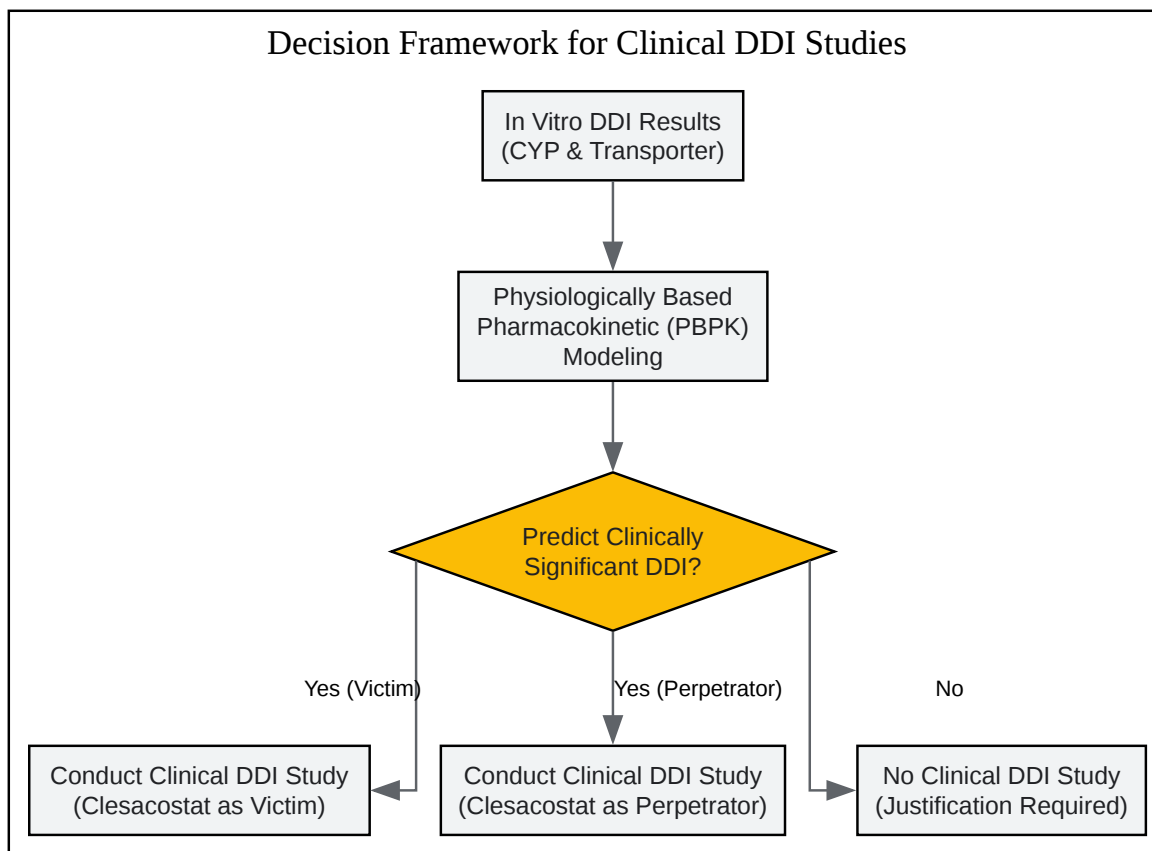 Decision Framework for Clinical DDI Studies
In Vitro DDI Results
(CYP & Transporter)
Physiologically Based
Pharmacokinetic (PBPK)
Modeling
Predict Clinically
Significant DDI?
Yes (Victim)
Yes (Perpetrator)
No
Conduct Clinical DDI Study
(Clesacostat as Victim)
Conduct Clinical DDI Study
(Clesacostat as Perpetrator)
No Clinical DDI Study
(Justification Required)